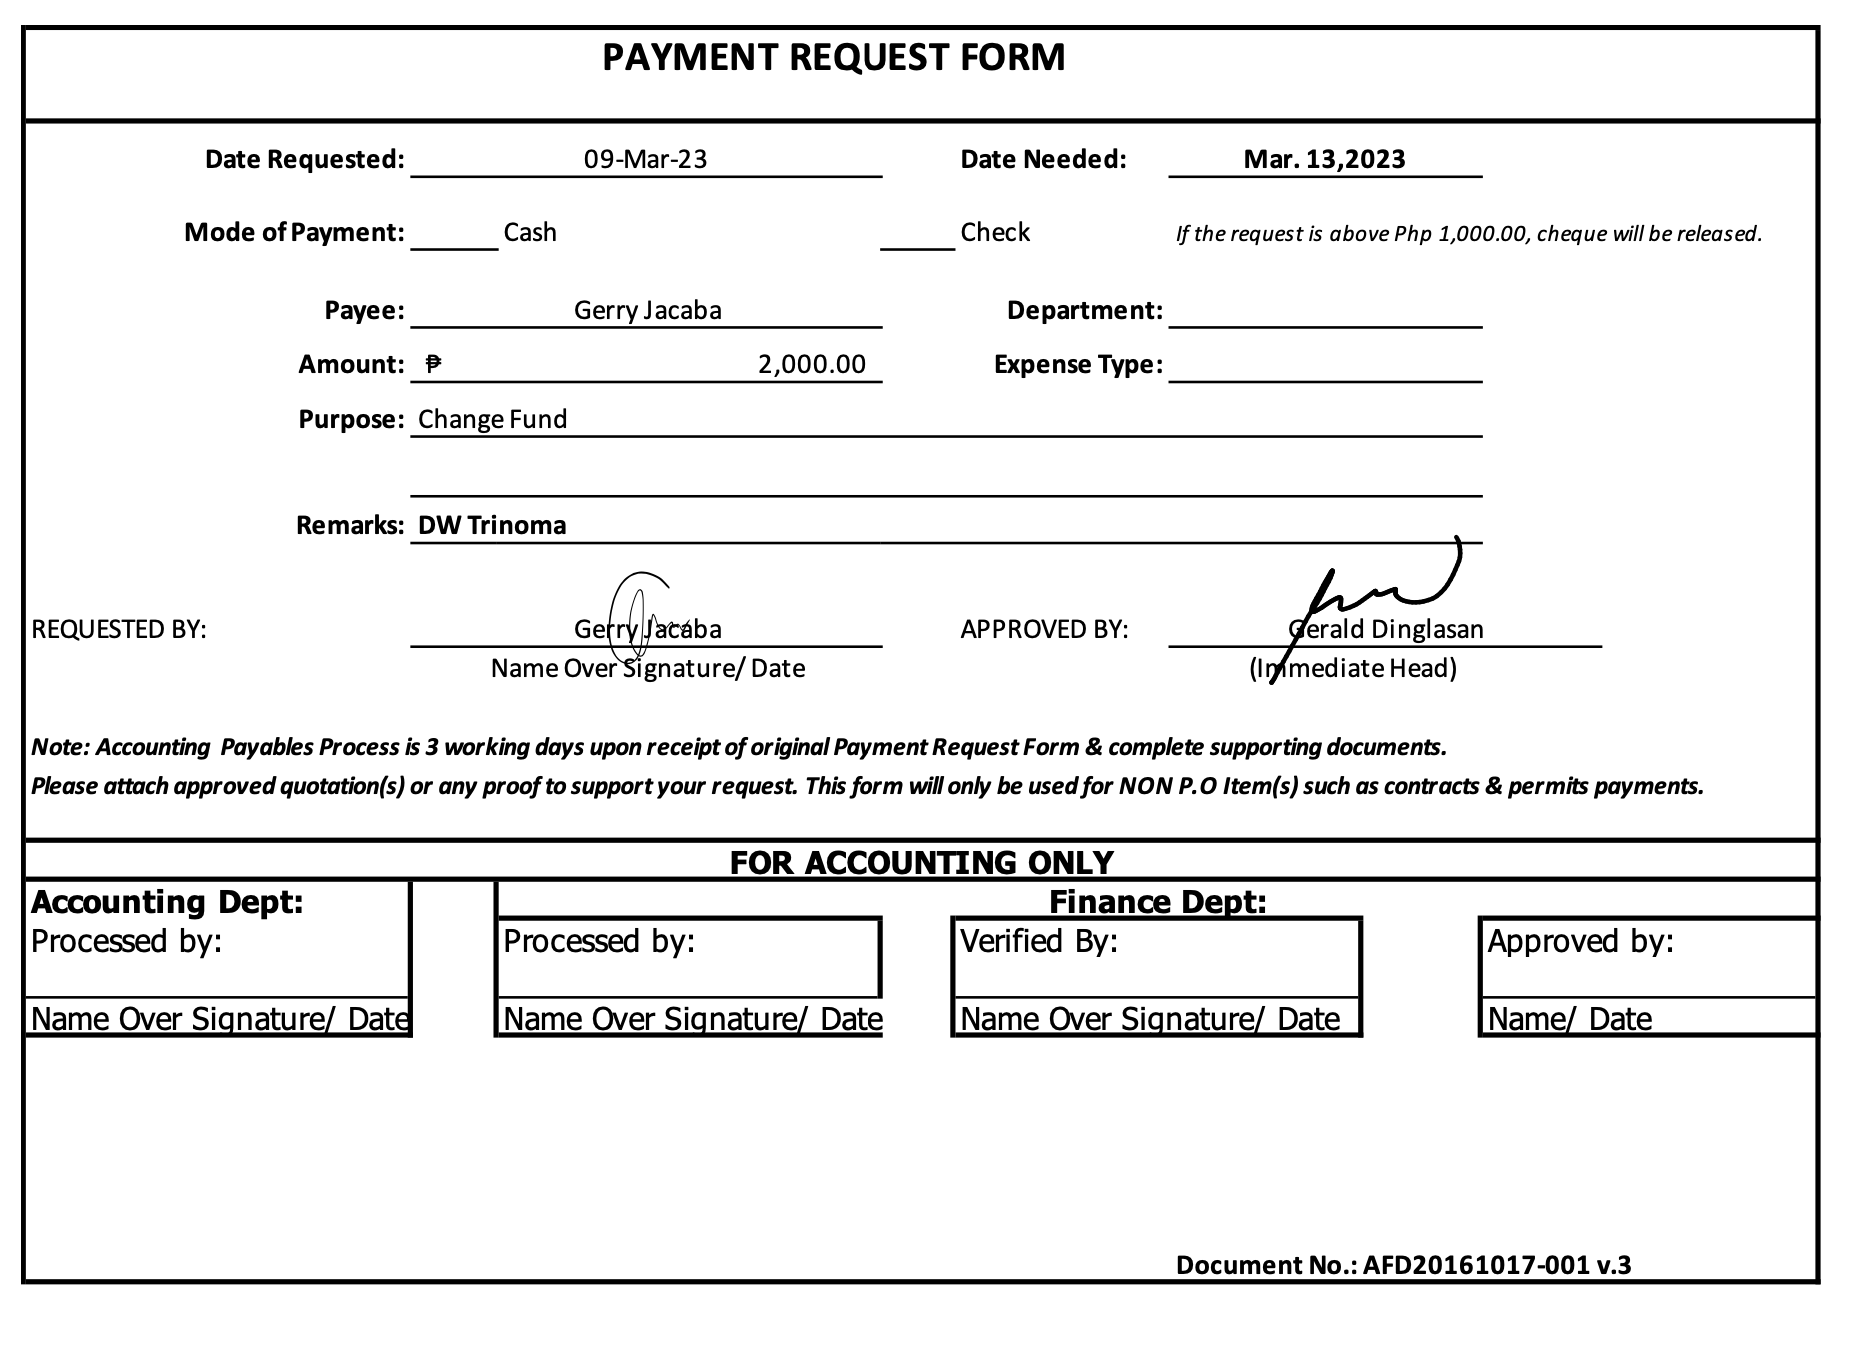 PAYMENT REQUEST FORM
Date Requested: 09-Mar-23 Date Needed: Mar. 13,2023
Mode of Payment: Cash Check If the request is above Php 1,000.00, cheque will be released.
Payee: Gerry Jacaba Department:
Amount: ₱ 2,000.00 Expense Type:
Purpose: Change Fund
Remarks: DW Trinoma
REQUESTED BY: Gerry Jacaba APPROVED BY: Gerald Dinglasan
Name Over Signature/ Date (Immediate Head)
Note: Accounting Payables Process is 3 working days upon receipt of original Payment Request Form & complete supporting documents.
Please attach approved quotation(s) or any proof to support your request. This form will only be used for NON P.O Item(s) such as contracts & permits payments.
FOR ACCOUNTING ONLY
Accounting Dept: Finance Dept:
Processed by: Processed by: Verified By: Approved by:
Name Over Signature/ Date Name Over Signature/ Date Name Over Signature/ Date Name/ Date
Document No.: AFD20161017-001 v.3